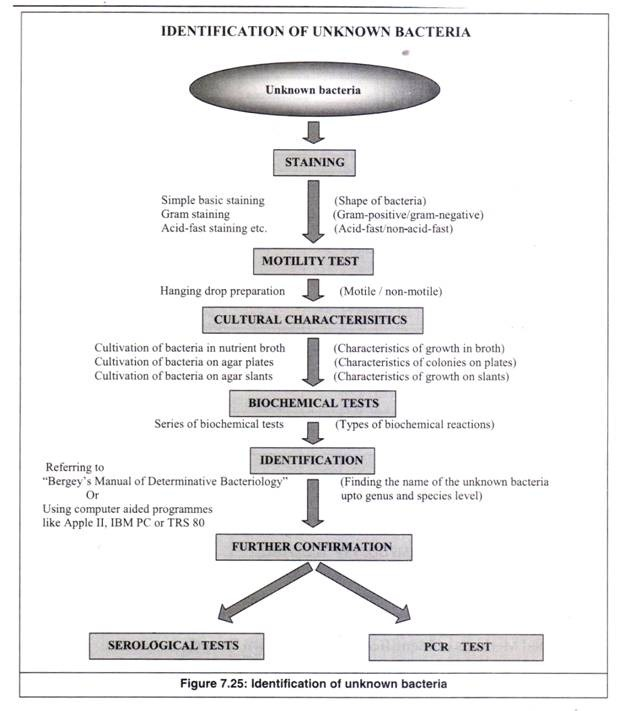 IDENTIFICATION OF UNKNOWN BACTERIA
Unknown bacteria
STAINING
Simple basic staining (Shape of bacteria)
Gram staining (Gram-positive/gram-negative)
Acid-fast staining etc. (Acid-fast/non-acid-fast)
MOTILITY TEST
Hanging drop preparation (Motile / non-motile)
CULTURAL CHARACTERISITICS
Cultivation of bacteria in nutrient broth (Characteristics of growth in broth)
Cultivation of bacteria on agar plates (Characteristics of colonies on plates)
Cultivation of bacteria on agar slants (Characteristics of growth on slants)
BIOCHEMICAL TESTS
Series of biochemical tests (Types of biochemical reactions)
IDENTIFICATION
Referring to
"Bergey's Manual of Determinative Bacteriology" (Finding the name of the unknown bacteria
Or upto genus and species level)
Using computer aided programmes
like Apple II, IBM PC or TRS 80
FURTHER CONFIRMATION
SEROLOGICAL TESTS
PCR TEST
Figure 7.25: Identification of unknown bacteria